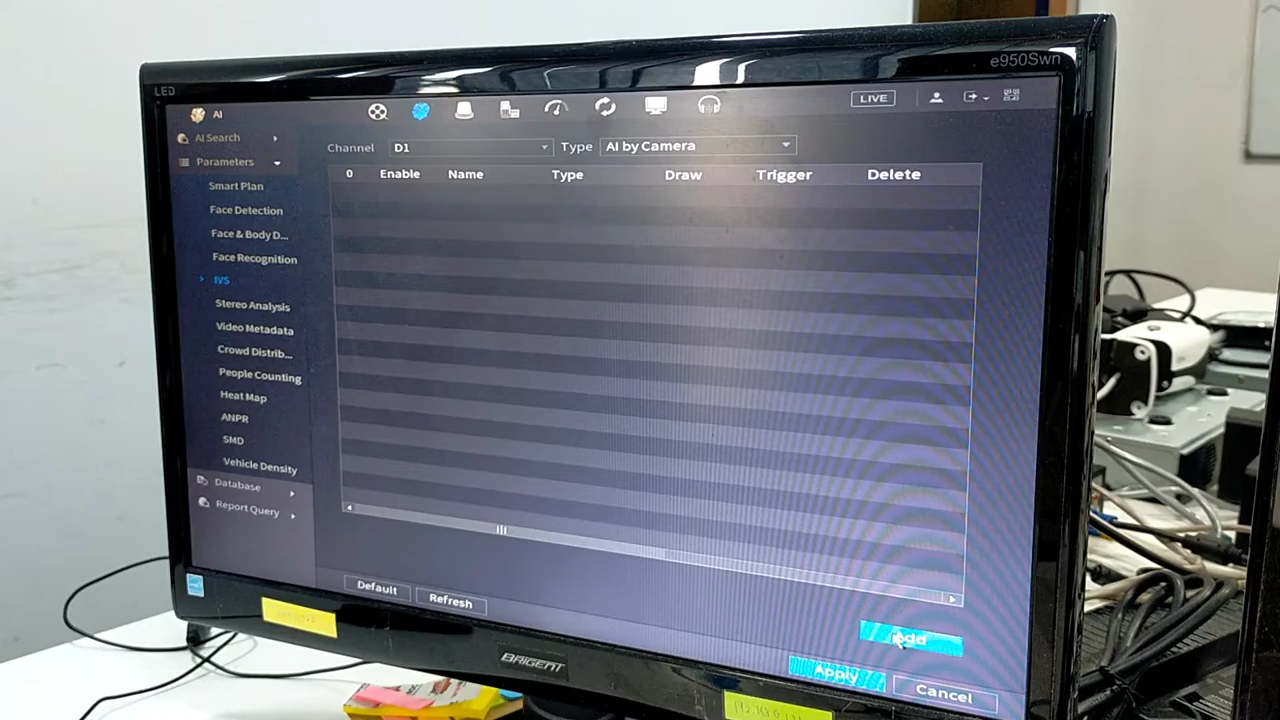 LED
e950Swn
AI
LIVE
AI Search
Parameters
Smart Plan
Face Detection
Face & Body D...
Face Recognition
IVS
Stereo Analysis
Video Metadata
Crowd Distrib...
People Counting
Heat Map
ANPR
SMD
Vehicle Density
Database
Report Query
Channel D1 Type AI by Camera
0 Enable Name Type Draw Trigger Delete
Default Refresh
Add
Apply Cancel
BRIGENT